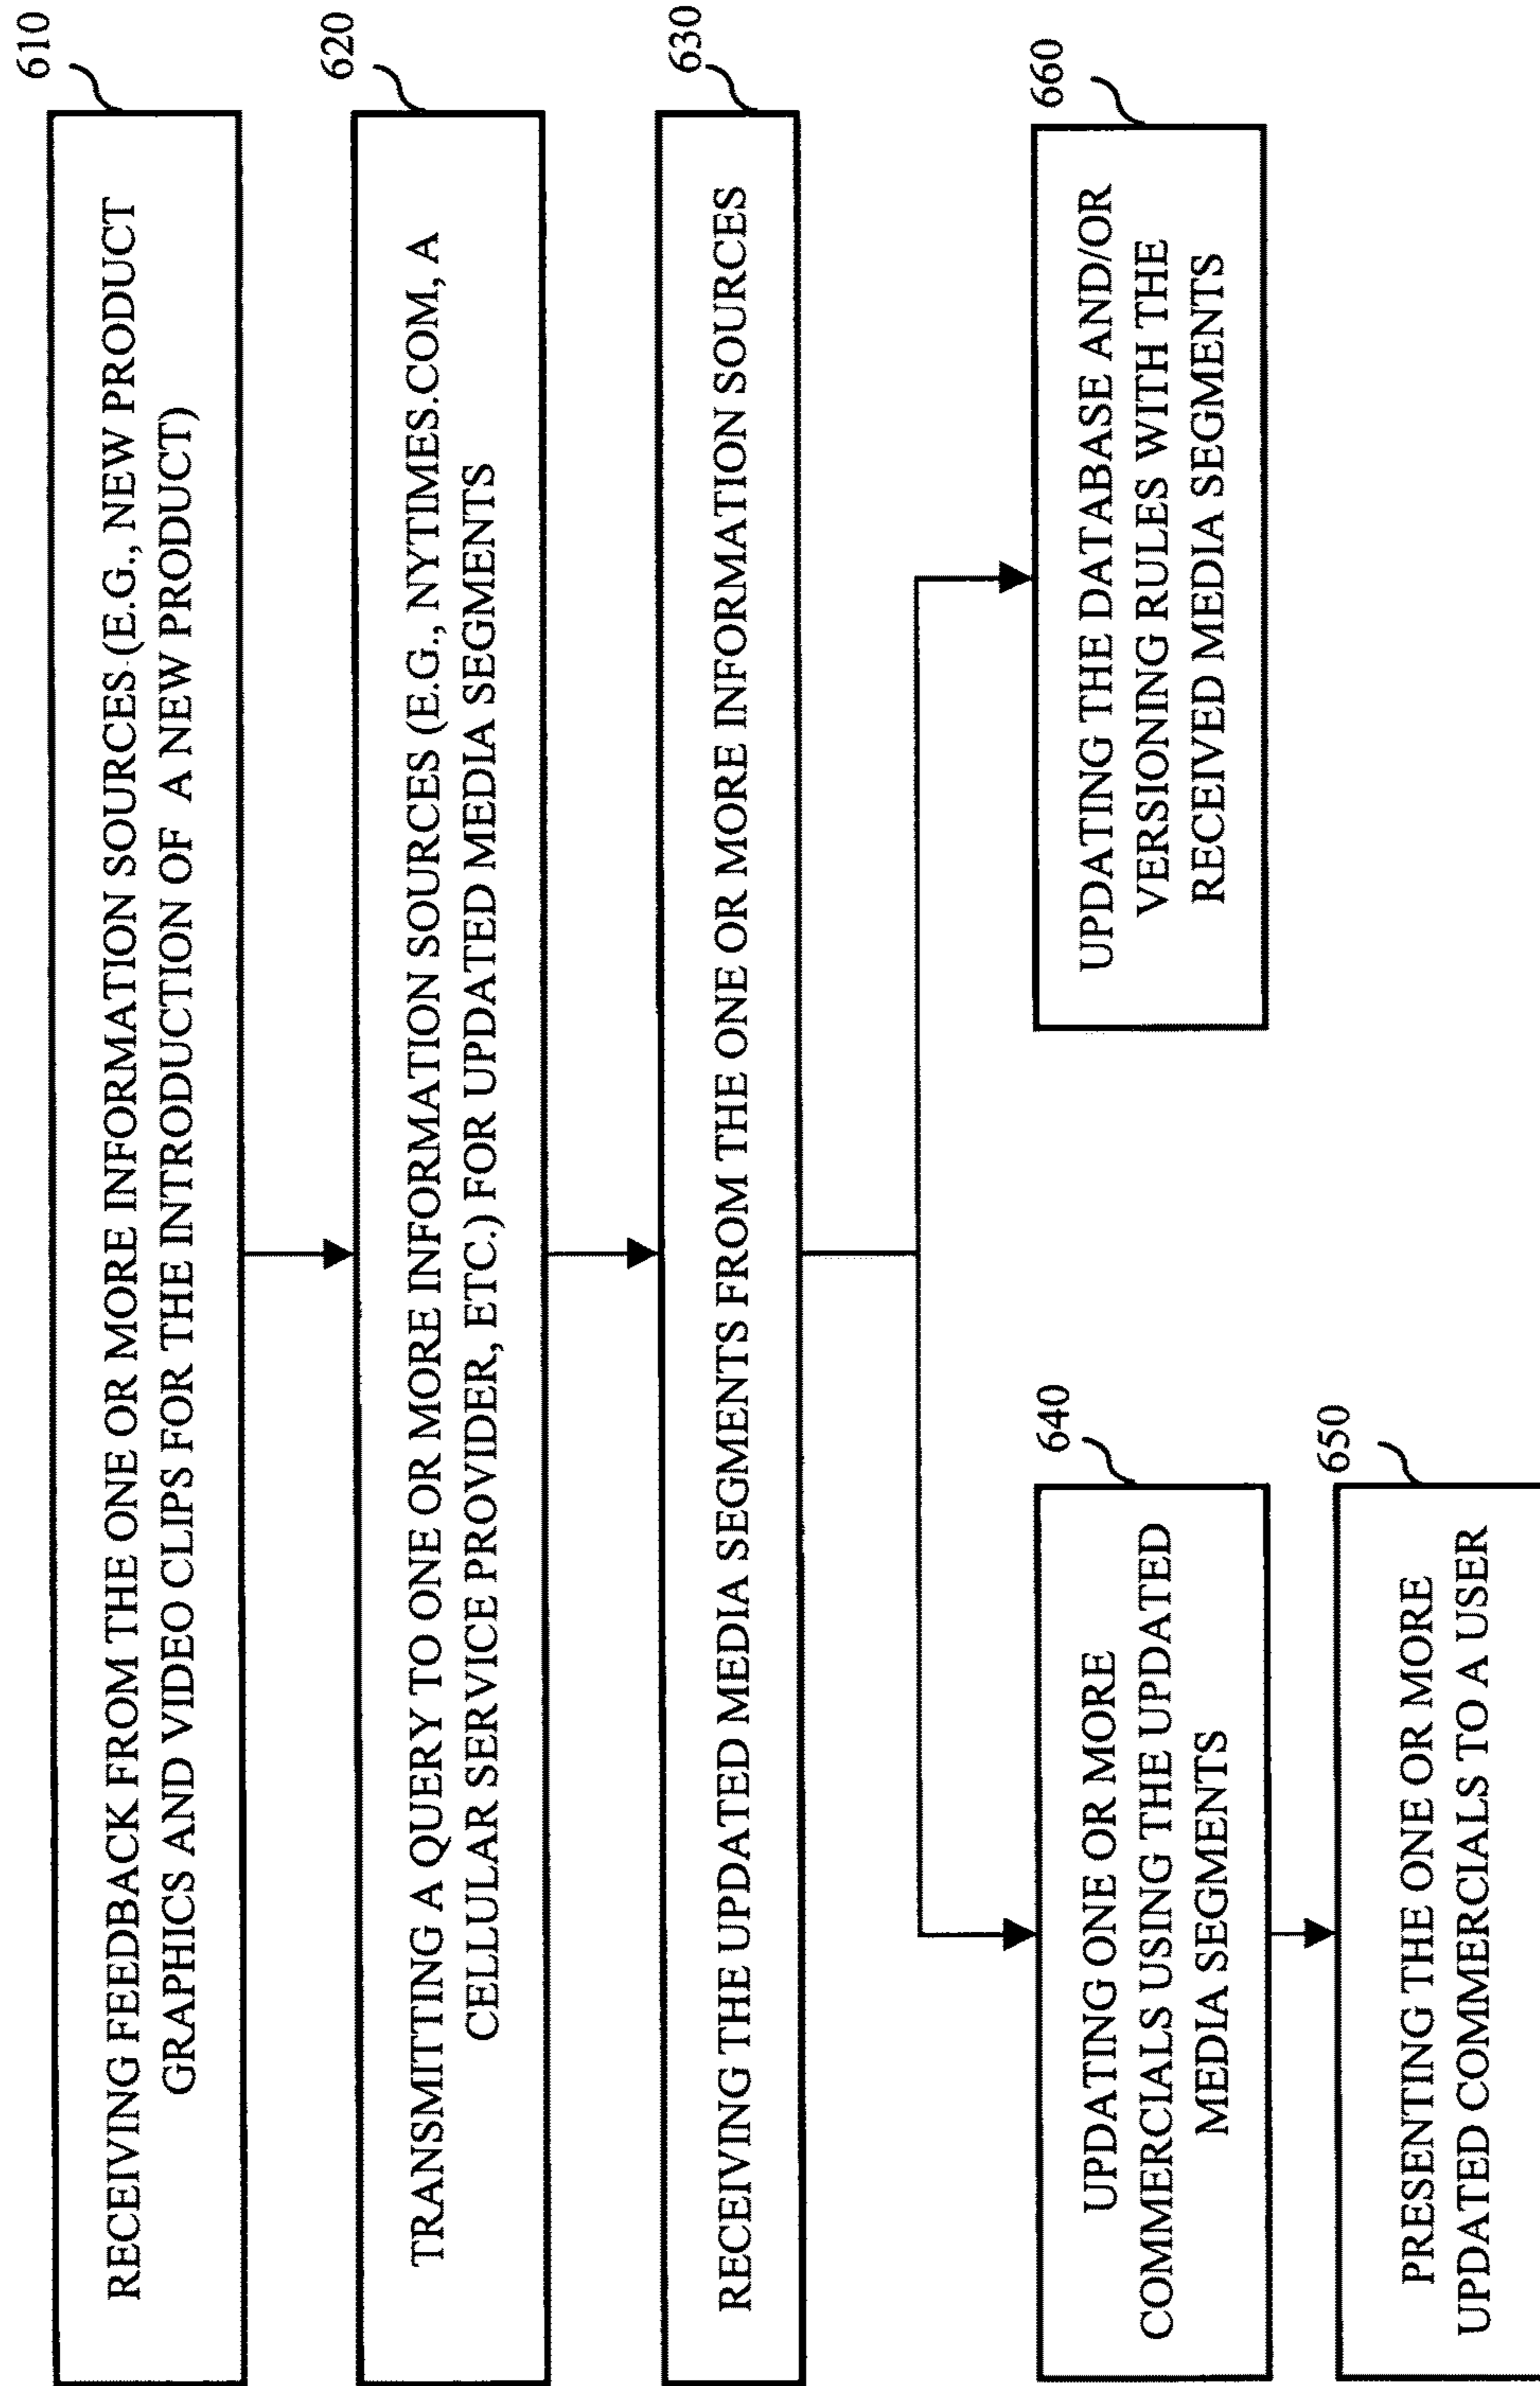 610
RECEIVING FEEDBACK FROM THE ONE OR MORE INFORMATION SOURCES (E.G., NEW PRODUCT
GRAPHICS AND VIDEO CLIPS FOR THE INTRODUCTION OF A NEW PRODUCT)
620
TRANSMITTING A QUERY TO ONE OR MORE INFORMATION SOURCES (E.G., NYTIMES.COM, A
CELLULAR SERVICE PROVIDER, ETC.) FOR UPDATED MEDIA SEGMENTS
630
RECEIVING THE UPDATED MEDIA SEGMENTS FROM THE ONE OR MORE INFORMATION SOURCES
640
UPDATING ONE OR MORE
COMMERCIALS USING THE UPDATED
MEDIA SEGMENTS
650
PRESENTING THE ONE OR MORE
UPDATED COMMERCIALS TO A USER
660
UPDATING THE DATABASE AND/OR
VERSIONING RULES WITH THE
RECEIVED MEDIA SEGMENTS